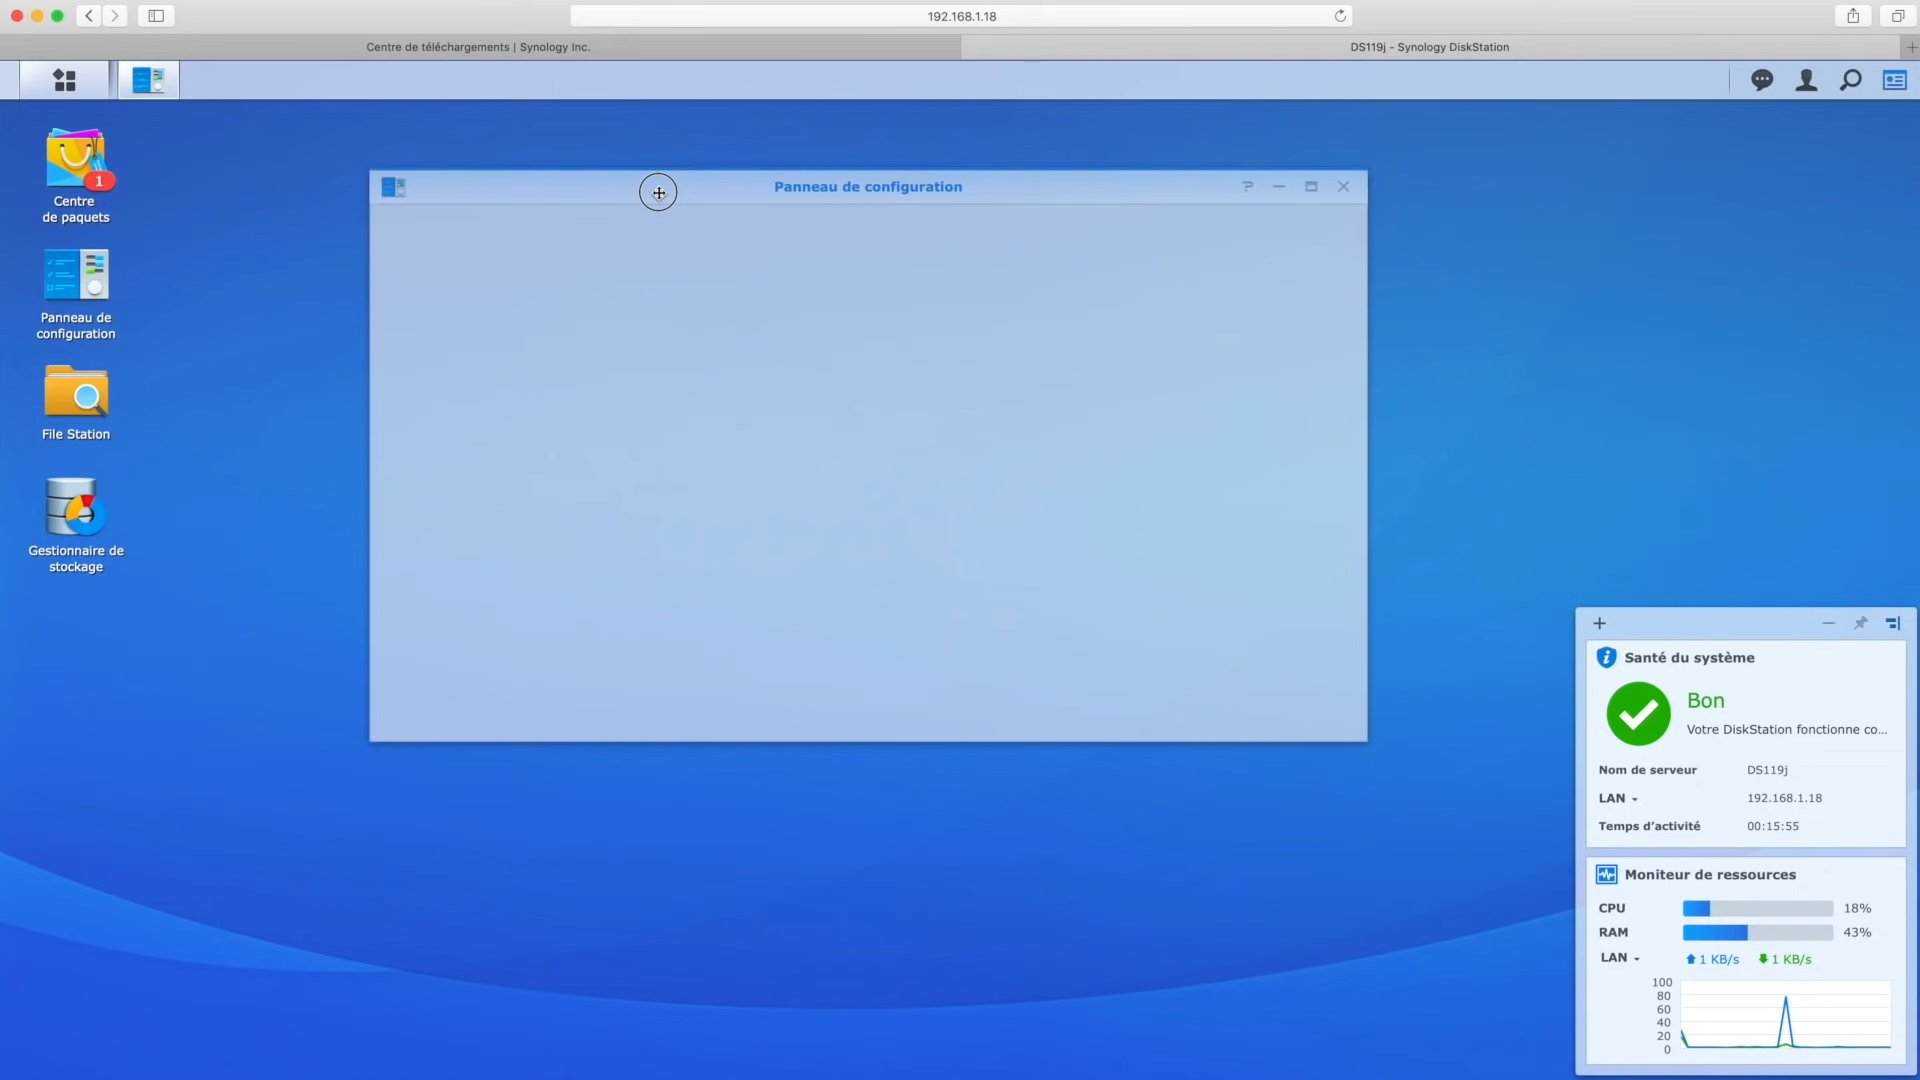 192.168.1.18
Centre de téléchargements | Synology Inc.
DS119j - Synology DiskStation
1
Centre
de paquets
Panneau de
configuration
File Station
Gestionnaire de
stockage
Panneau de configuration
Santé du système
Bon
Votre DiskStation fonctionne co...
Nom de serveur DS119j
LAN 192.168.1.18
Temps d’activité 00:15:55
Moniteur de ressources
CPU 18%
RAM 43%
LAN 1 KB/s 1 KB/s
100
80
60
40
20
0